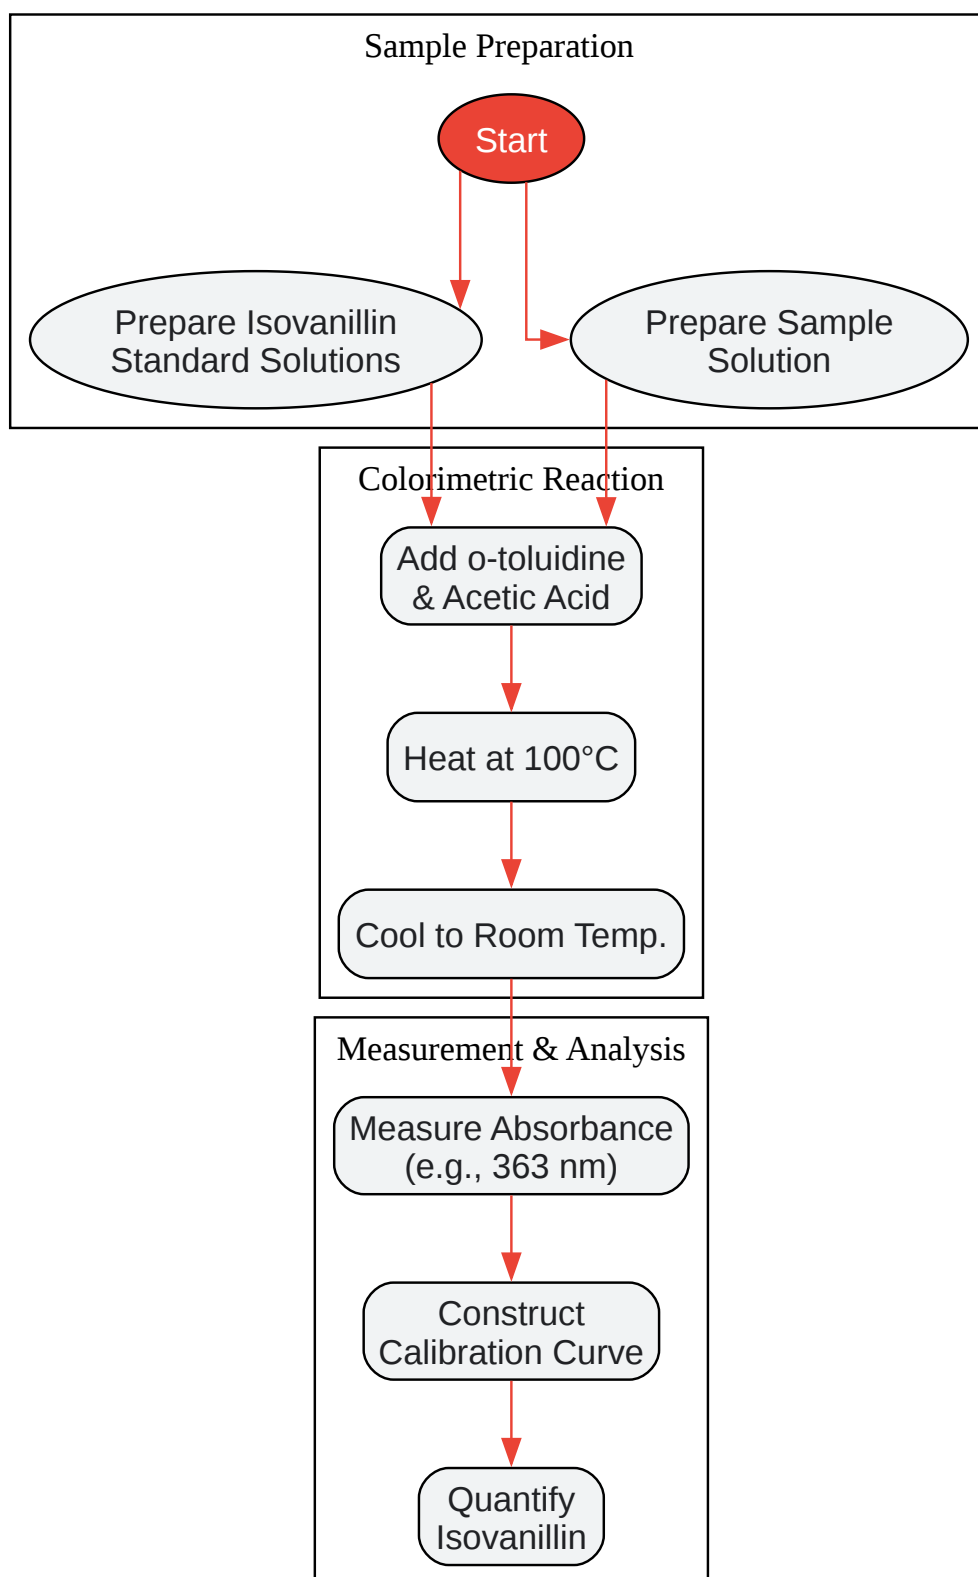 Sample Preparation
Start
Prepare Isovanillin
Standard Solutions
Prepare Sample
Solution
Colorimetric Reaction
Add o-toluidine
& Acetic Acid
Heat at 100°C
Cool to Room Temp.
Measurement & Analysis
Measure Absorbance
(e.g., 363 nm)
Construct
Calibration Curve
Quantify
Isovanillin